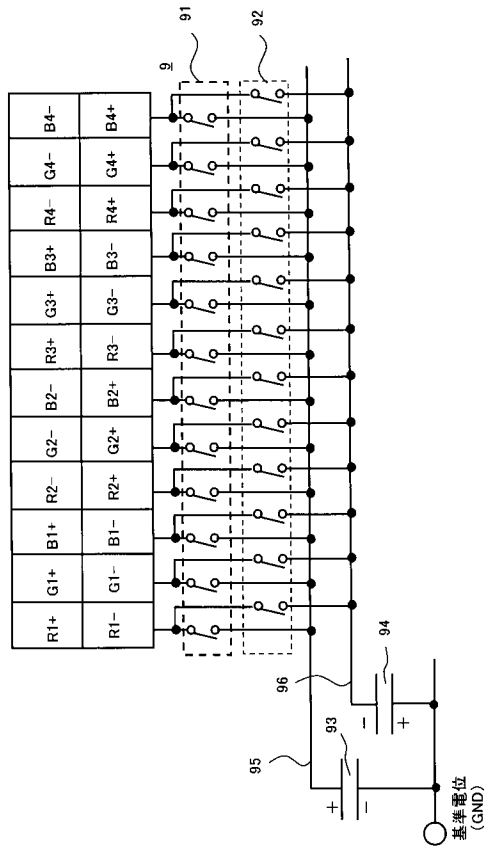 R1+ G1+ B1+ R2- G2- B2- R3+ G3+ B3+ R4- G4- B4-
R1- G1- B1- R2+ G2+ B2+ R3- G3- B3- R4+ G4+ B4+
9
91
92
95
96
93
94
+
-
-
+
基準電位
(GND)